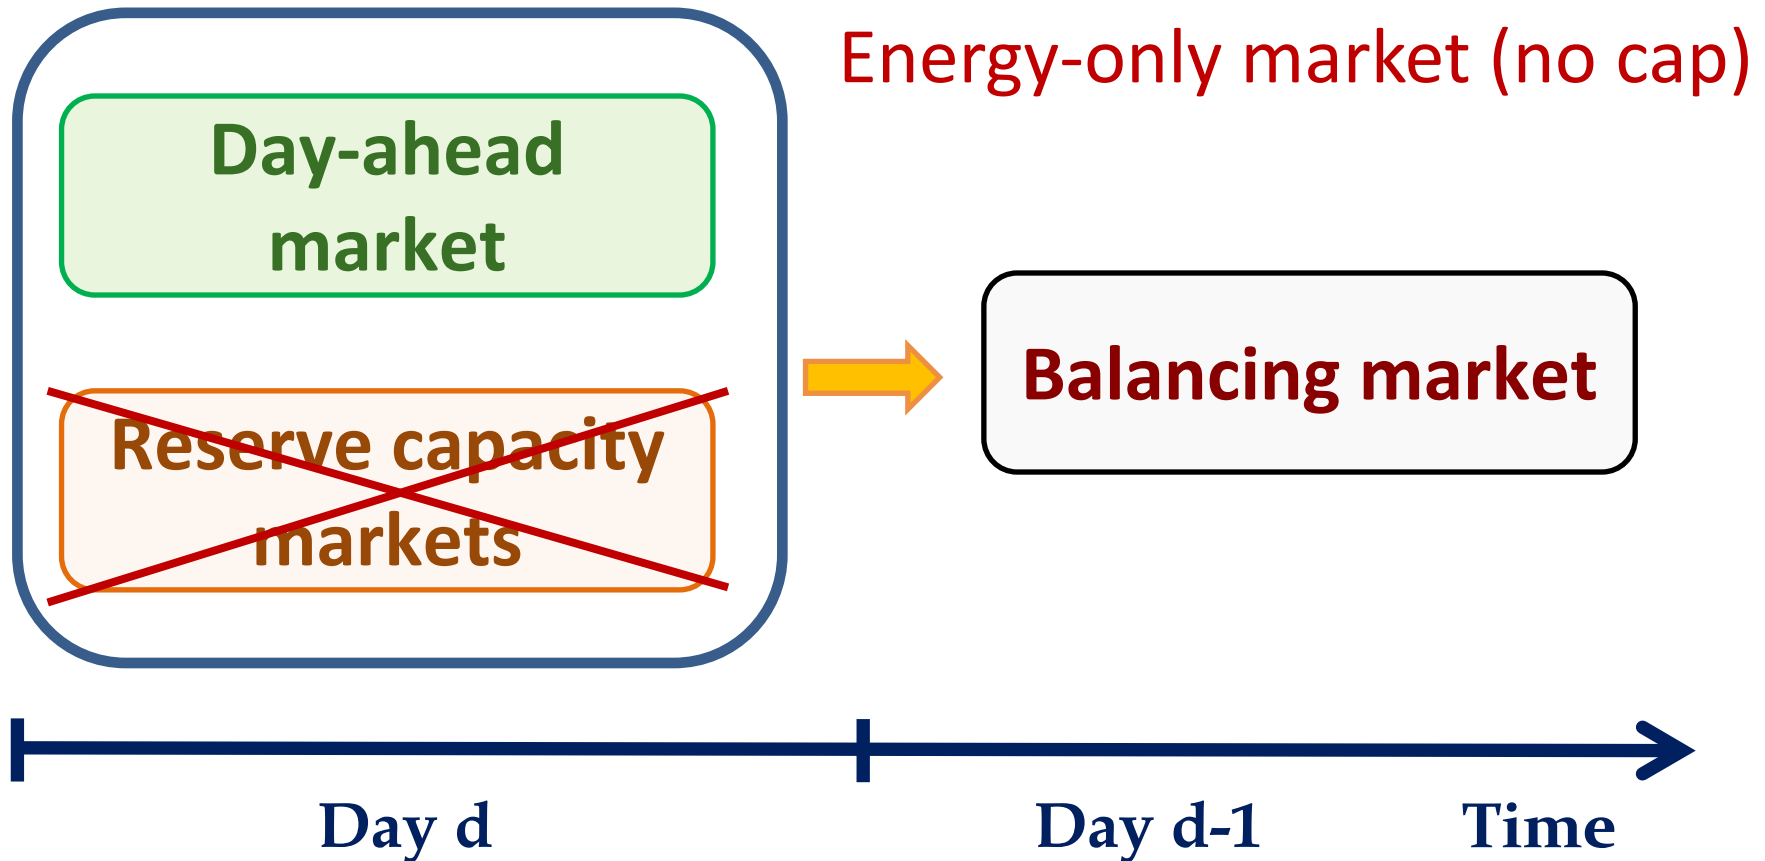 Energy-only market (no cap)
Day-ahead
market
Reserve capacity
markets
Balancing market
Day d
Day d-1
Time